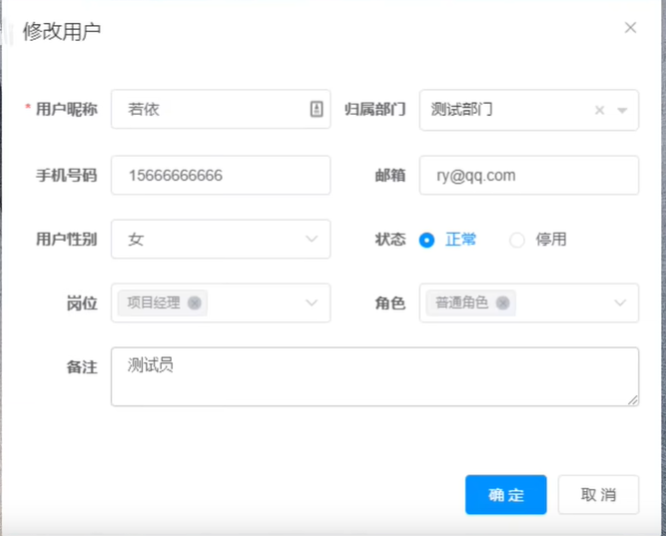 修改用户
* 用户昵称 若依 归属部门 测试部门
手机号码 15666666666 邮箱 ry@qq.com
用户性别 女 状态 正常 停用
岗位 项目经理 角色 普通角色
备注 测试员
确定 取消